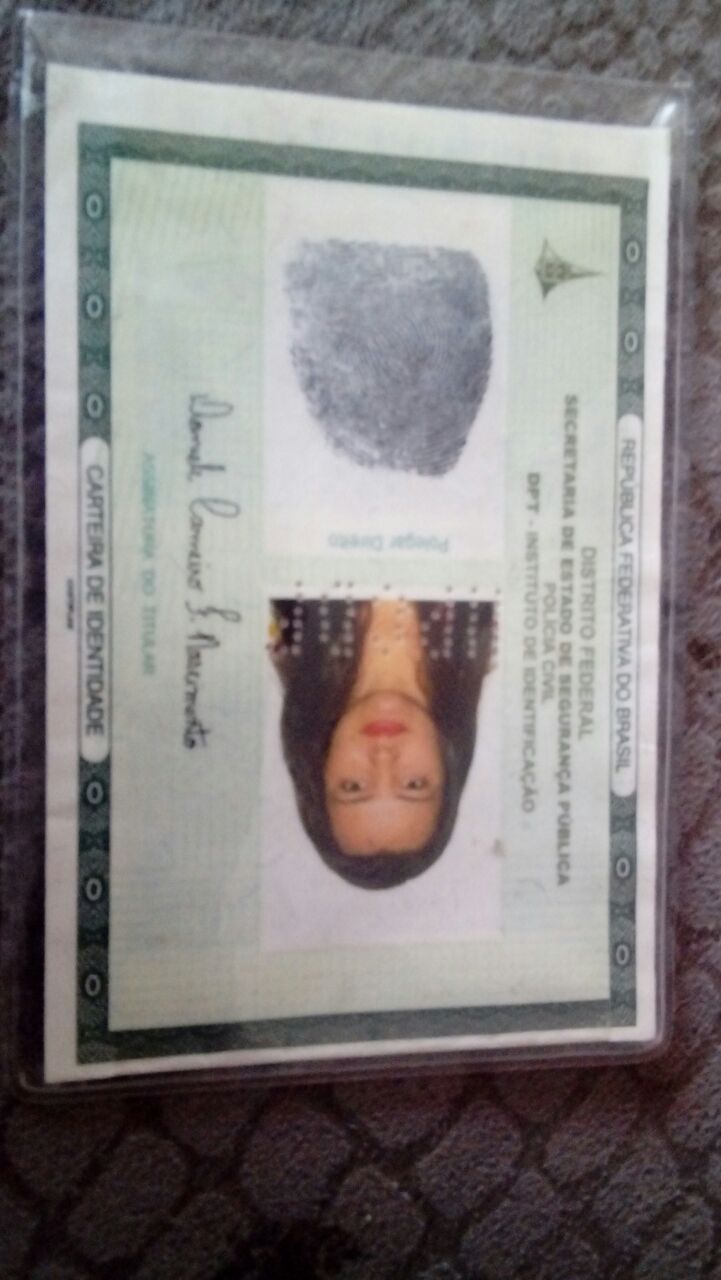 REPÚBLICA FEDERATIVA DO BRASIL
DISTRITO FEDERAL
SECRETARIA DE ESTADO DE SEGURANÇA PÚBLICA
POLÍCIA CIVIL
DPT - INSTITUTO DE IDENTIFICAÇÃO
Polegar Direito
Carneiro S. Nascimento
ASSINATURA DO TITULAR
CARTEIRA DE IDENTIDADE